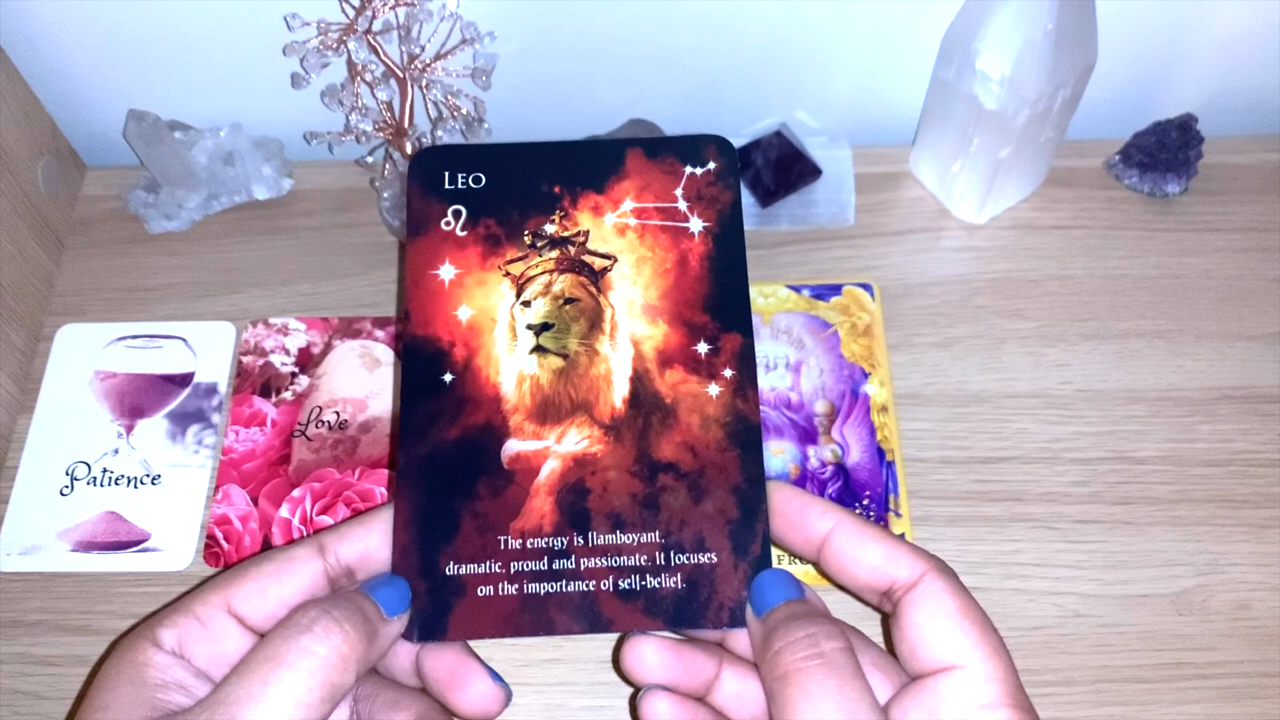 LEO
♌
The energy is flamboyant,
dramatic, proud and passionate. It focuses
on the importance of self-belief.
Patience
Love